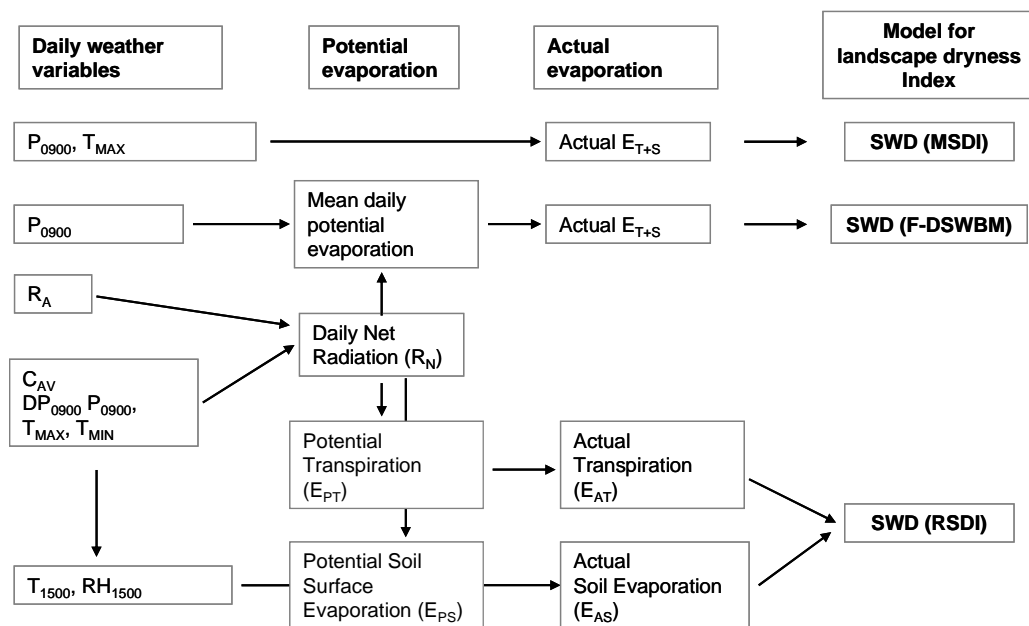 Daily weather
variables
Potential
evaporation
Actual
evaporation
Model for
landscape dryness
Index
P0900, TMAX
Actual ET+S
SWD (MSDI)
P0900
Mean daily
potential
evaporation
Actual ET+S
SWD (F-DSWBM)
RA
Daily Net
Radiation (RN)
CAV
DP0900 P0900,
TMAX, TMIN
Potential
Transpiration
(EPT)
Actual
Transpiration
(EAT)
SWD (RSDI)
T1500, RH1500
Potential Soil
Surface
Evaporation (EPS)
Actual
Soil Evaporation
(EAS)